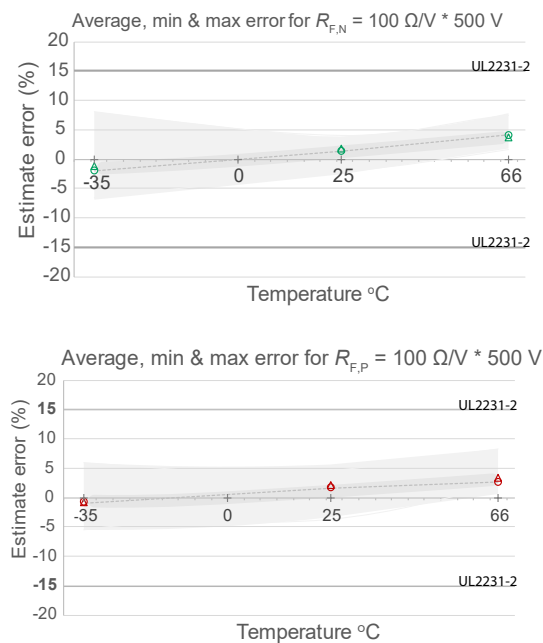 Average, min & max error for R_F,N = 100 Ω/V * 500 V
20
UL2231-2
15
10
5
0
-35 0 25 66
-5
-10
UL2231-2
-15
-20
Estimate error (%)
Temperature °C
Average, min & max error for R_F,P = 100 Ω/V * 500 V
20
15
UL2231-2
10
5
0
-35 0 25 66
-5
-10
UL2231-2
-15
-20
Estimate error (%)
Temperature °C